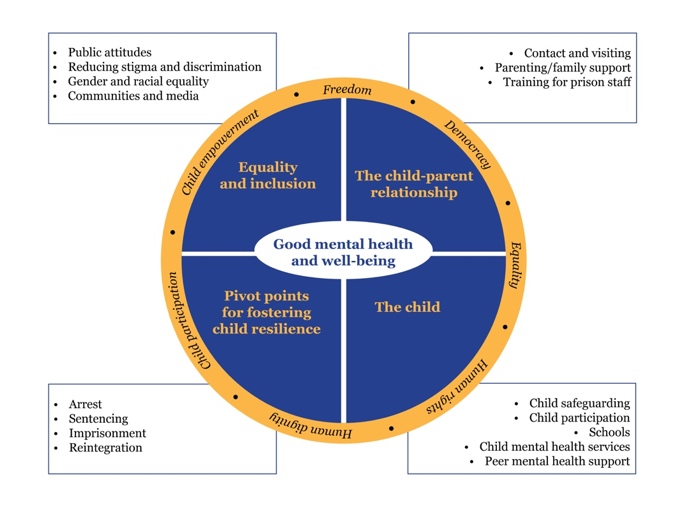 • Public attitudes
• Reducing stigma and discrimination
• Gender and racial equality
• Communities and media
• Contact and visiting
• Parenting/family support
• Training for prison staff
Freedom
•
Democracy
•
Equality
•
Human rights
•
Human dignity
•
Child participation
•
Child empowerment
•
Equality
and inclusion
The child-parent
relationship
Good mental health
and well-being
Pivot points
for fostering
child resilience
The child
• Arrest
• Sentencing
• Imprisonment
• Reintegration
• Child safeguarding
• Child participation
• Schools
• Child mental health services
• Peer mental health support